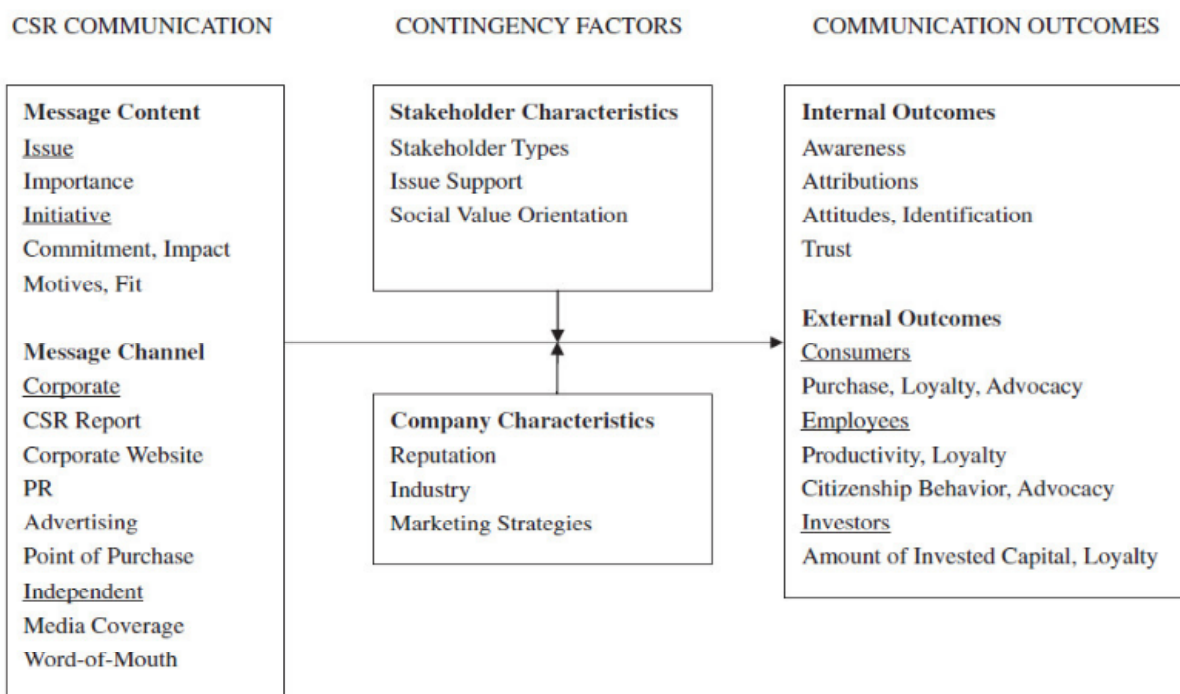 CSR COMMUNICATION
Message Content
Issue
Importance
Initiative
Commitment, Impact
Motives, Fit
Message Channel
Corporate
CSR Report
Corporate Website
PR
Advertising
Point of Purchase
Independent
Media Coverage
Word-of-Mouth
CONTINGENCY FACTORS
Stakeholder Characteristics
Stakeholder Types
Issue Support
Social Value Orientation
Company Characteristics
Reputation
Industry
Marketing Strategies
COMMUNICATION OUTCOMES
Internal Outcomes
Awareness
Attributions
Attitudes, Identification
Trust
External Outcomes
Consumers
Purchase, Loyalty, Advocacy
Employees
Productivity, Loyalty
Citizenship Behavior, Advocacy
Investors
Amount of Invested Capital, Loyalty